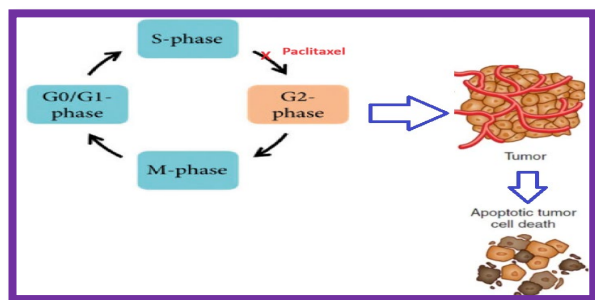 S-phase
X Paclitaxel
G0/G1-
phase
G2-
phase
M-phase
Tumor
Apoptotic tumor
cell death